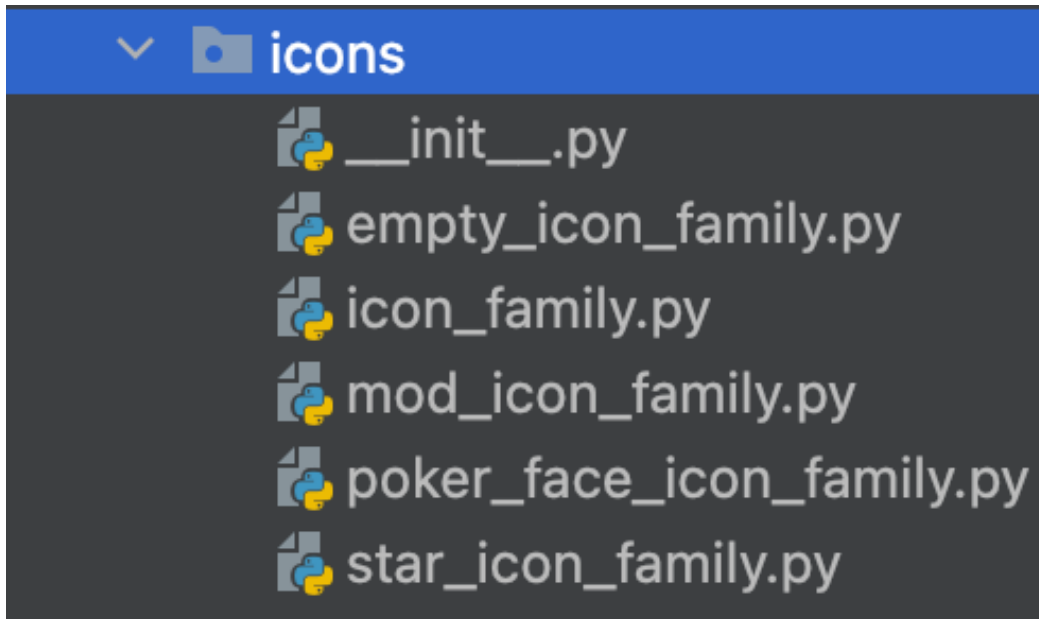 icons
__init__.py
empty_icon_family.py
icon_family.py
mod_icon_family.py
poker_face_icon_family.py
star_icon_family.py